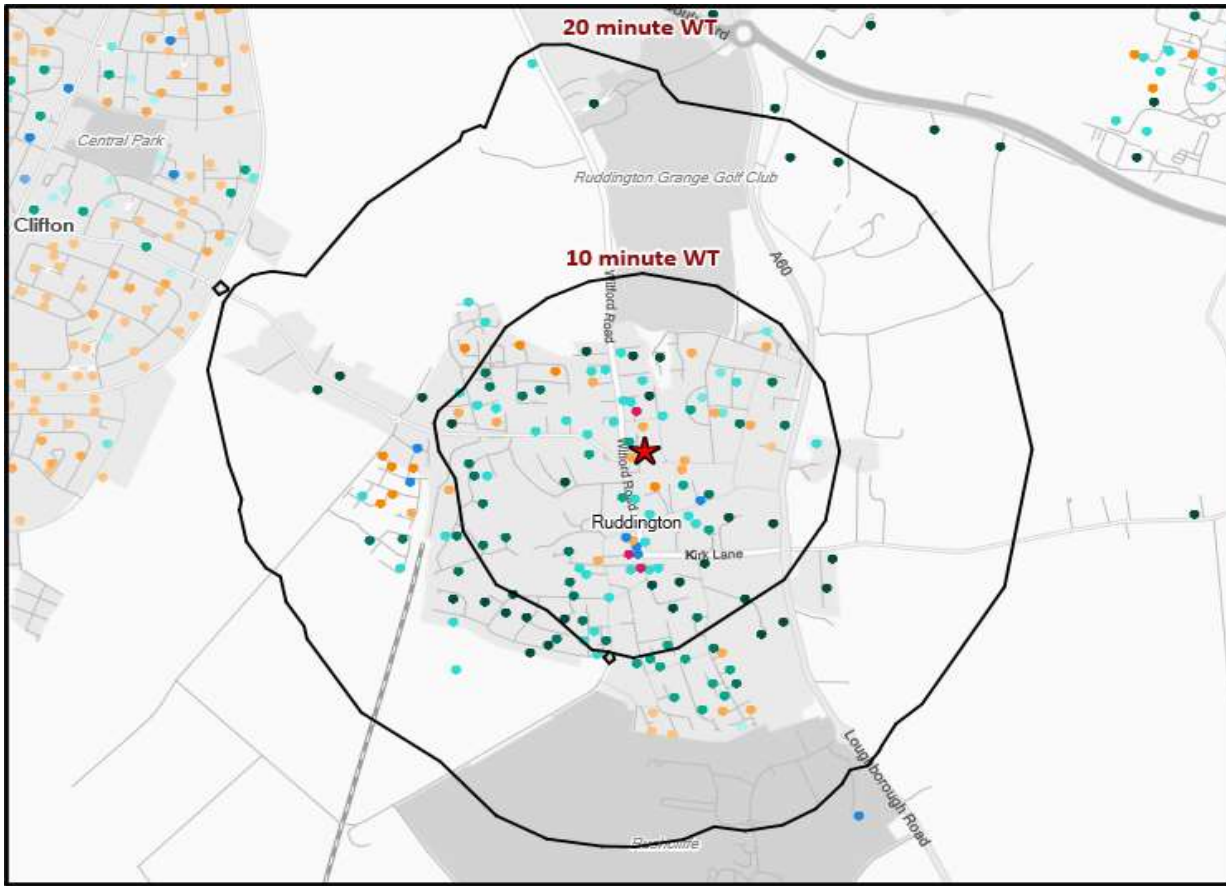 20 minute WT
Central Park
Ruddington Grange Golf Club
Clifton
10 minute WT
A60
Wilford Road
Wilford Road
Ruddington
Kirk Lane
Loughborough Road
Rushcliffe